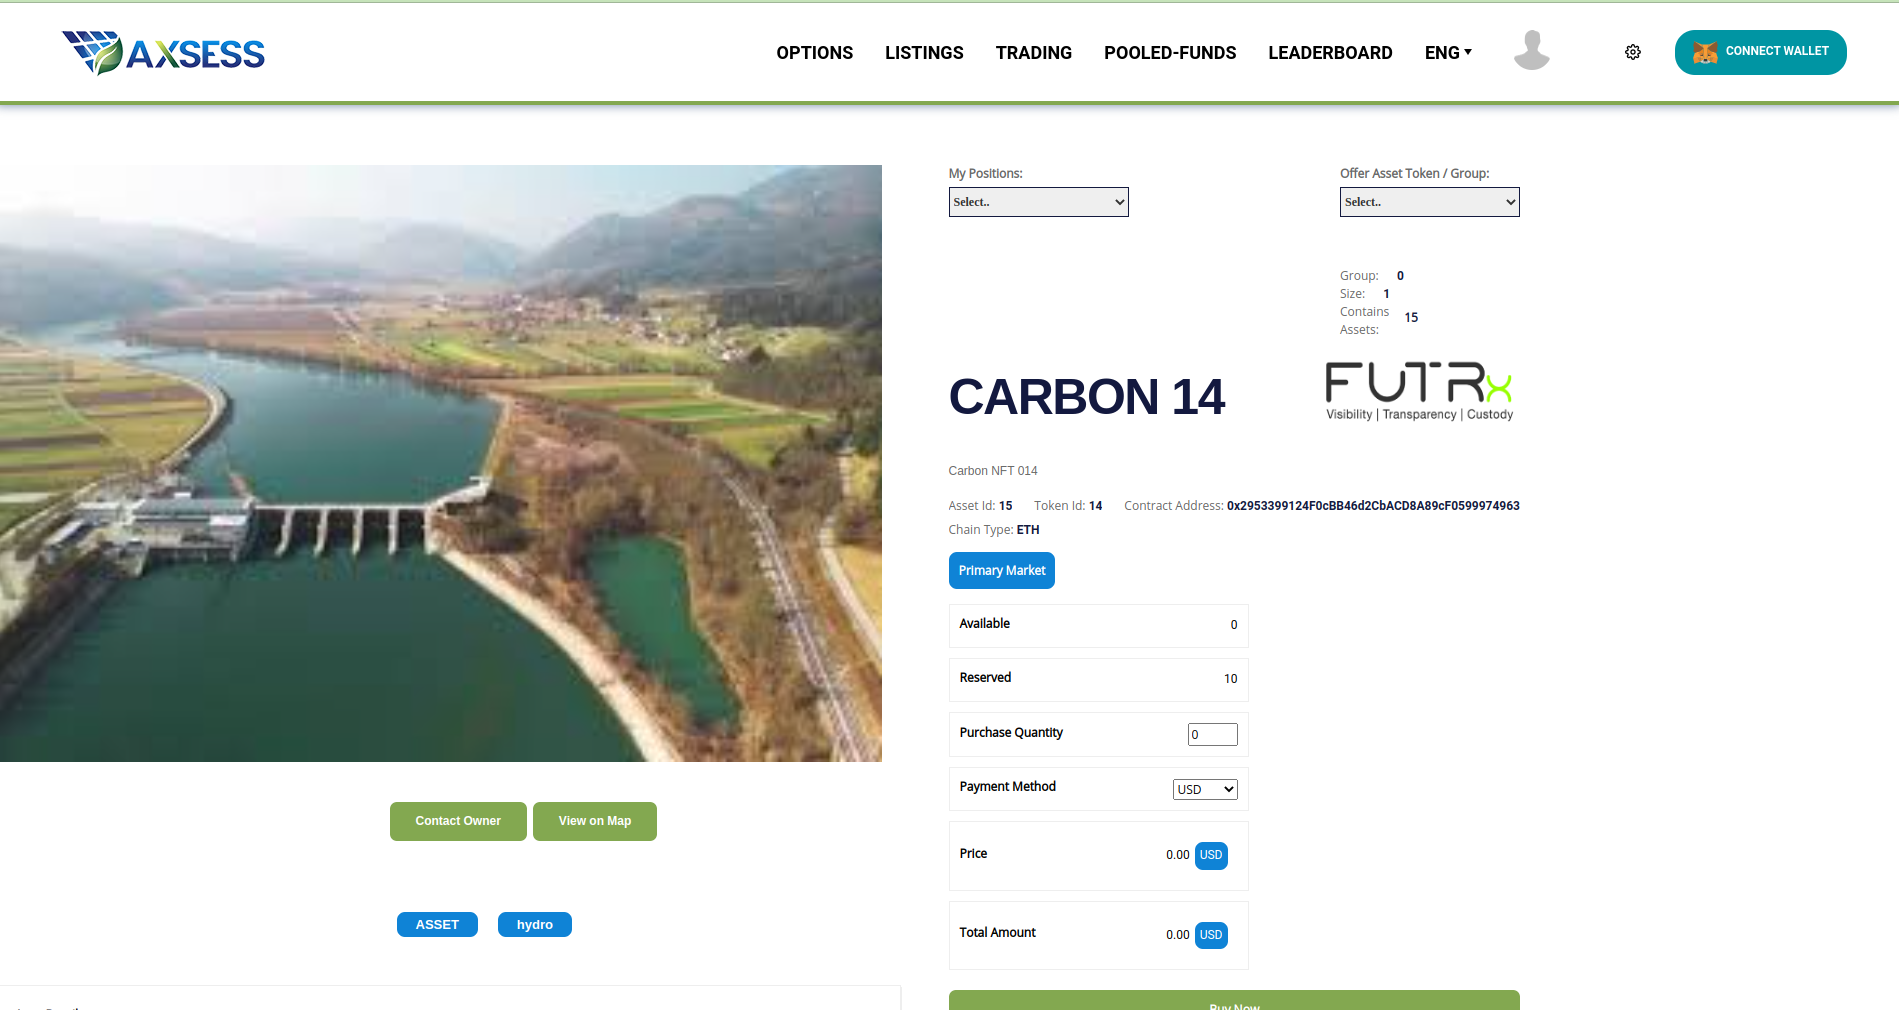 AXSESS
OPTIONS LISTINGS TRADING POOLED-FUNDS LEADERBOARD ENG CONNECT WALLET
My Positions: Offer Asset Token / Group:
Select.. Select..
Group: 0
Size: 1
Contains Assets: 15
CARBON 14
FUTRx
Visibility | Transparency | Custody
Carbon NFT 014
Asset Id: 15 Token Id: 14 Contract Address: 0x2953399124F0cBB46d2CbACD8A89cF0599974963
Chain Type: ETH
Primary Market
Available 0
Reserved 10
Purchase Quantity 0
Payment Method USD
Price 0.00 USD
Total Amount 0.00 USD
Buy Now
Contact Owner View on Map
ASSET hydro